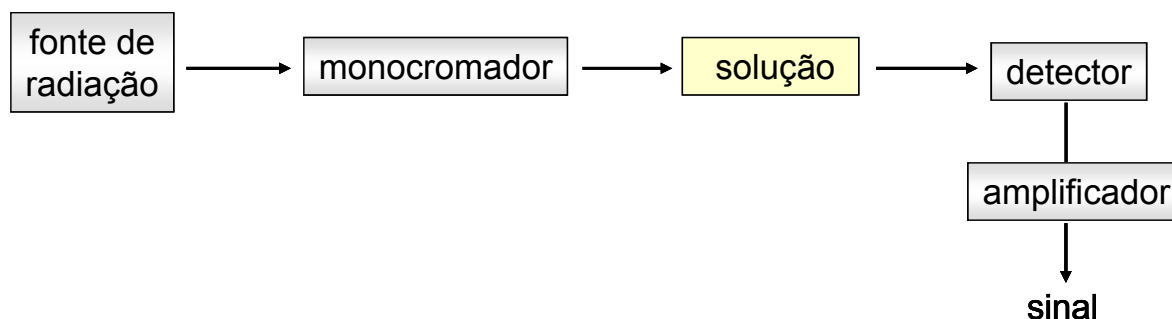 fonte de
radiação
monocromador
solução
detector
amplificador
sinal